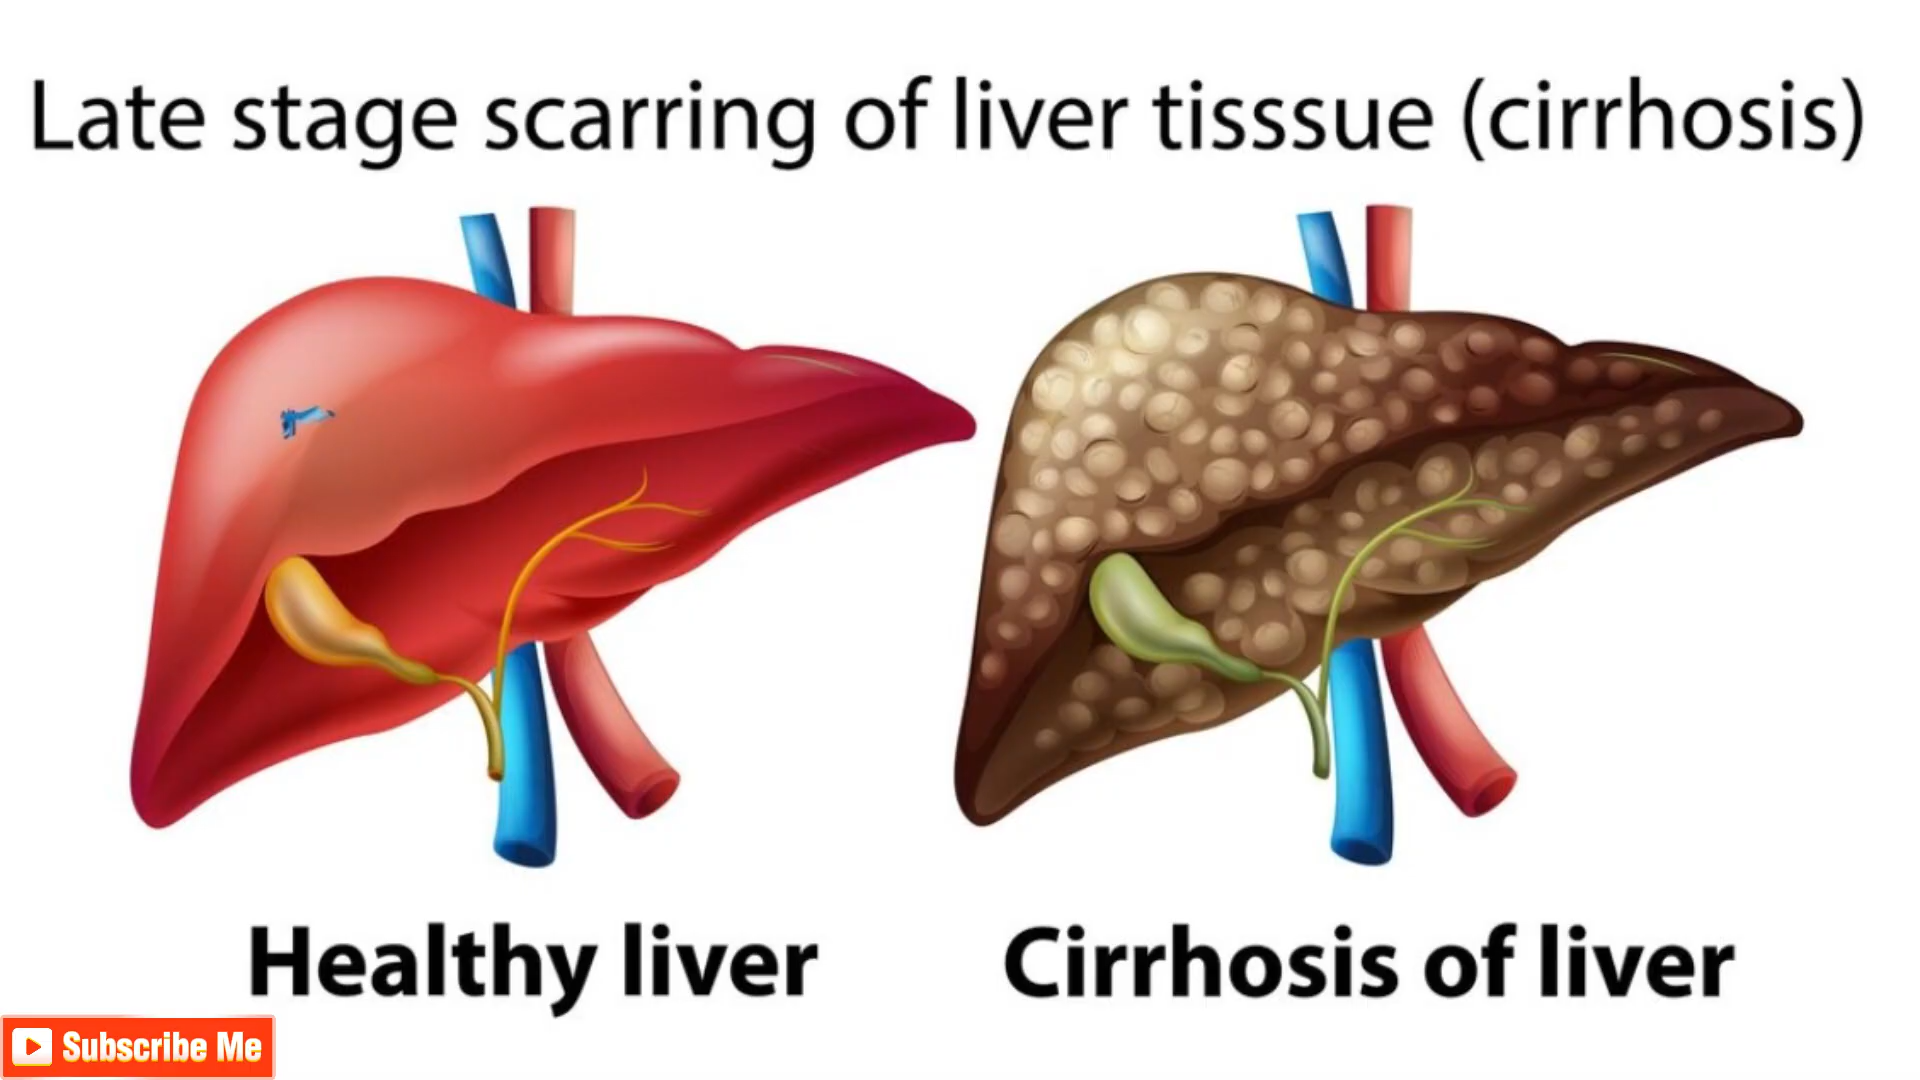 Late stage scarring of liver tisssue (cirrhosis)
Healthy liver
Cirrhosis of liver
Subscribe Me